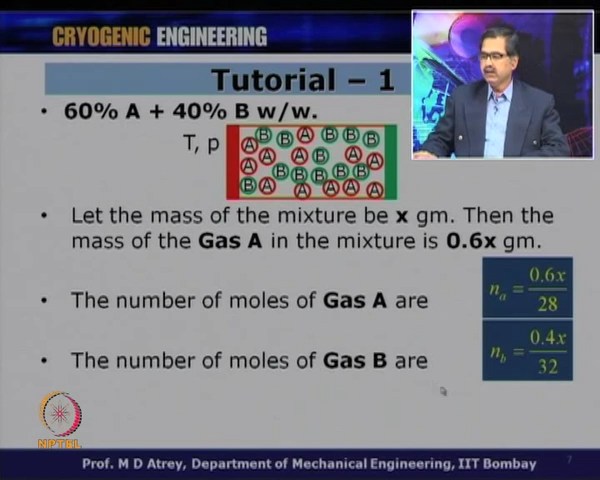 CRYOGENIC ENGINEERING
Tutorial – 1
• 60% A + 40% B w/w.
T, p
• Let the mass of the mixture be x gm. Then the
mass of the Gas A in the mixture is 0.6x gm.
• The number of moles of Gas A are
nₐ = 0.6x / 28
• The number of moles of Gas B are
n_b = 0.4x / 32
NPTEL
Prof. M D Atrey, Department of Mechanical Engineering, IIT Bombay
7